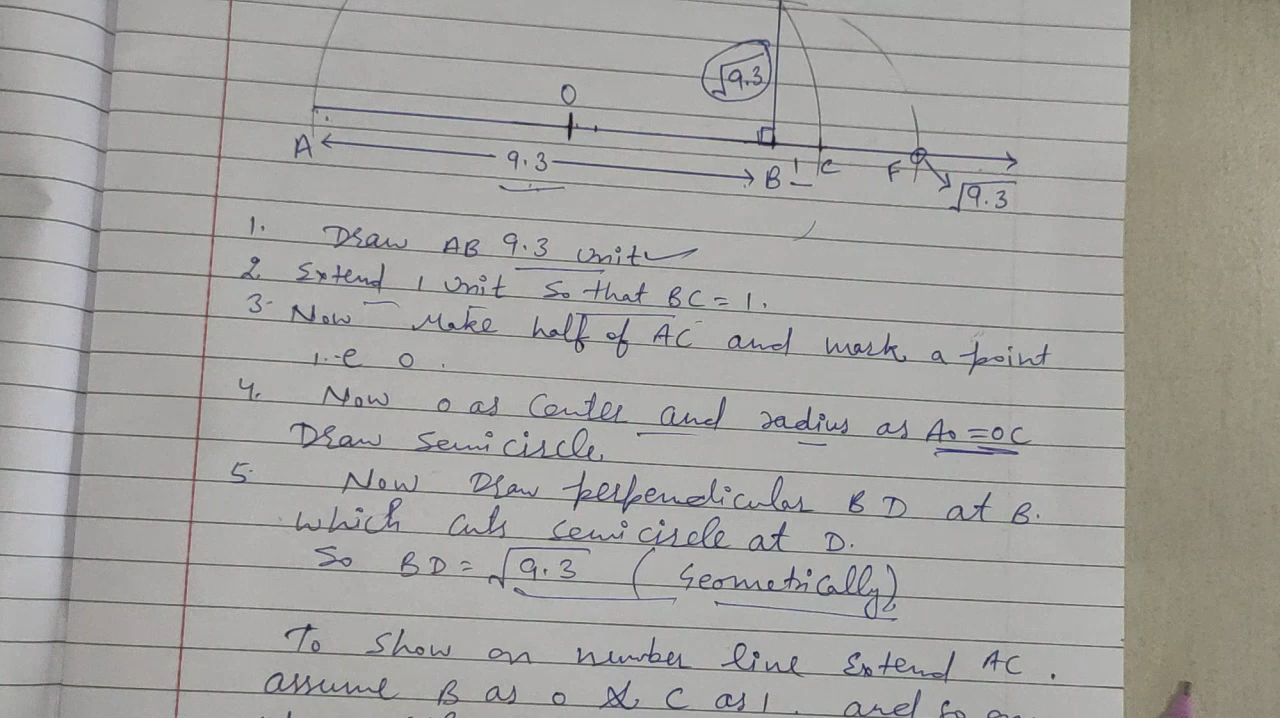 √9.3
O
A
9.3
B 1 C
F
√9.3
1. Draw AB 9.3 unit
2. Extend 1 unit so that BC = 1.
3. Now Make half of AC and mark a point
i.e O.
4. Now O as Center and radius as AO = OC
Draw Semicircle.
5. Now Draw perpendicular BD at B.
which cuts semicircle at D.
So BD = √9.3 (Geometrically)
To Show on number line Extend AC.
assume B as 0 & C as 1. and so on